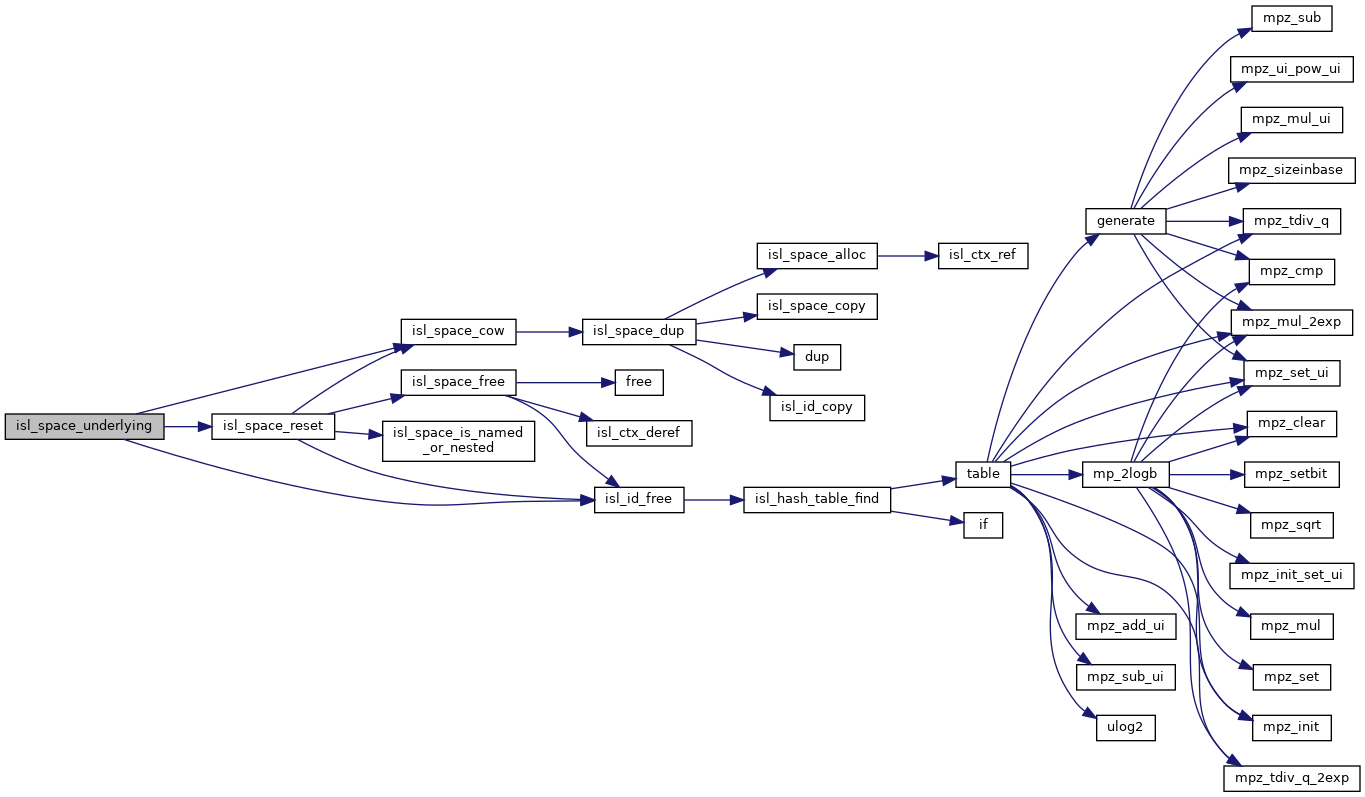 isl_space_underlying
isl_space_cow
isl_space_reset
isl_space_free
isl_space_is_named
_or_nested
isl_id_free
isl_space_dup
free
isl_ctx_deref
isl_space_alloc
isl_space_copy
dup
isl_id_copy
isl_hash_table_find
isl_ctx_ref
table
if
generate
mp_2logb
mpz_add_ui
mpz_sub_ui
ulog2
mpz_sub
mpz_ui_pow_ui
mpz_mul_ui
mpz_sizeinbase
mpz_tdiv_q
mpz_cmp
mpz_mul_2exp
mpz_set_ui
mpz_clear
mpz_setbit
mpz_sqrt
mpz_init_set_ui
mpz_mul
mpz_set
mpz_init
mpz_tdiv_q_2exp